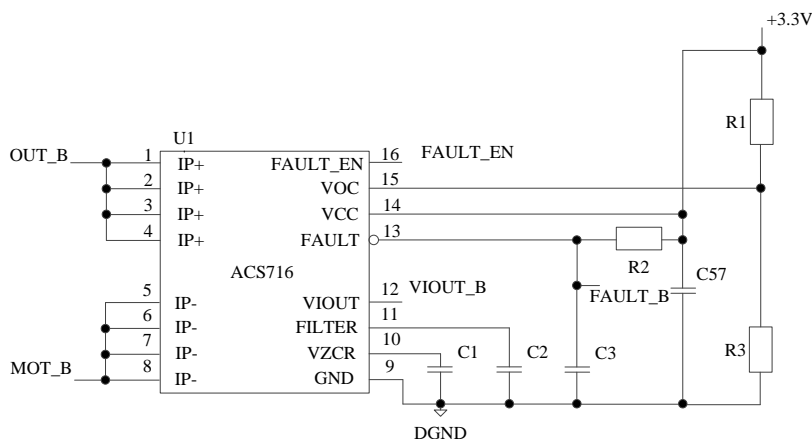 +3.3V
R1
U1
OUT_B
1 IP+ FAULT_EN 16 FAULT_EN
2 IP+ VOC 15
3 IP+ VCC 14
4 IP+ FAULT 13
R2
ACS716
C57
5 IP- VIOUT 12 VIOUT_B
FAULT_B
6 IP- FILTER 11
7 IP- VZCR 10
C1 C2 C3 R3
MOT_B
8 IP- GND 9
DGND